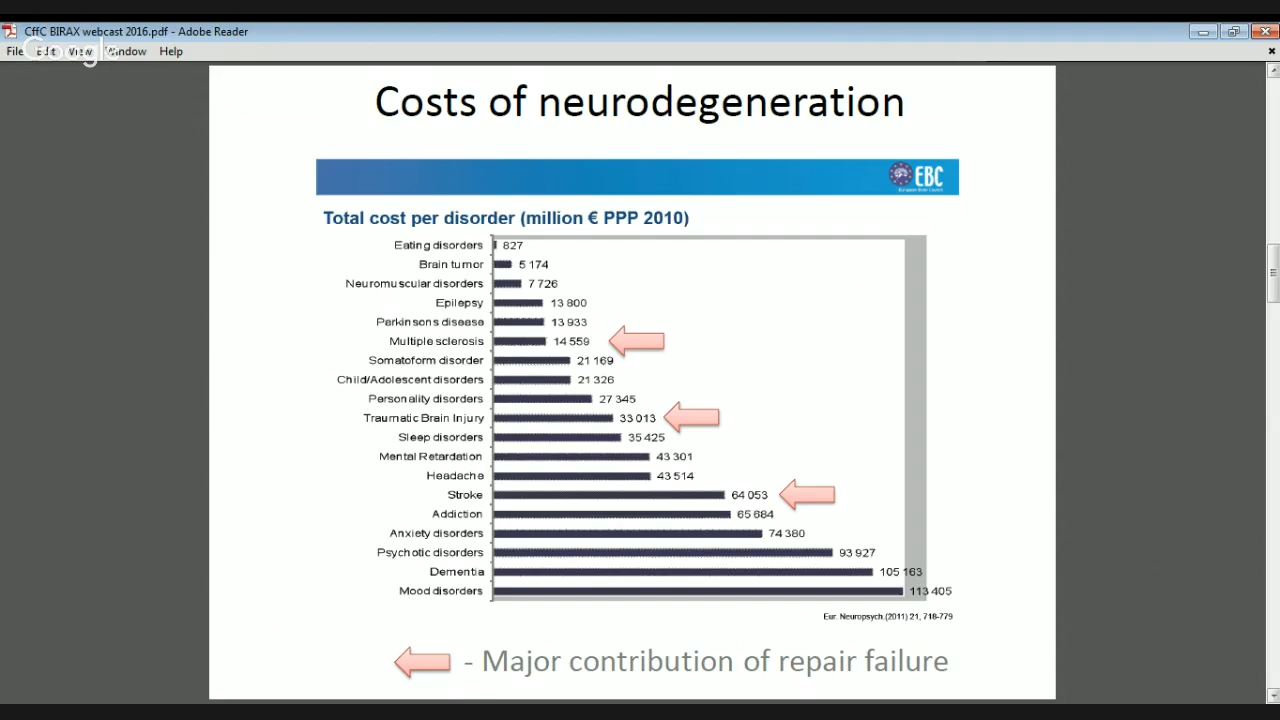 CffC BIRAX webcast 2016.pdf - Adobe Reader
File Edit View Window Help
Google
Costs of neurodegeneration
EBC
European Brain Council
Total cost per disorder (million € PPP 2010)
Eating disorders 827
Brain tumor 5 174
Neuromuscular disorders 7 726
Epilepsy 13 800
Parkinsons disease 13 933
Multiple sclerosis 14 559
Somatoform disorder 21 169
Child/Adolescent disorders 21 326
Personality disorders 27 345
Traumatic Brain Injury 33 013
Sleep disorders 35 425
Mental Retardation 43 301
Headache 43 514
Stroke 64 053
Addiction 65 684
Anxiety disorders 74 380
Psychotic disorders 93 927
Dementia 105 163
Mood disorders 113 405
Eur. Neuropsych.(2011) 21, 718-779
- Major contribution of repair failure